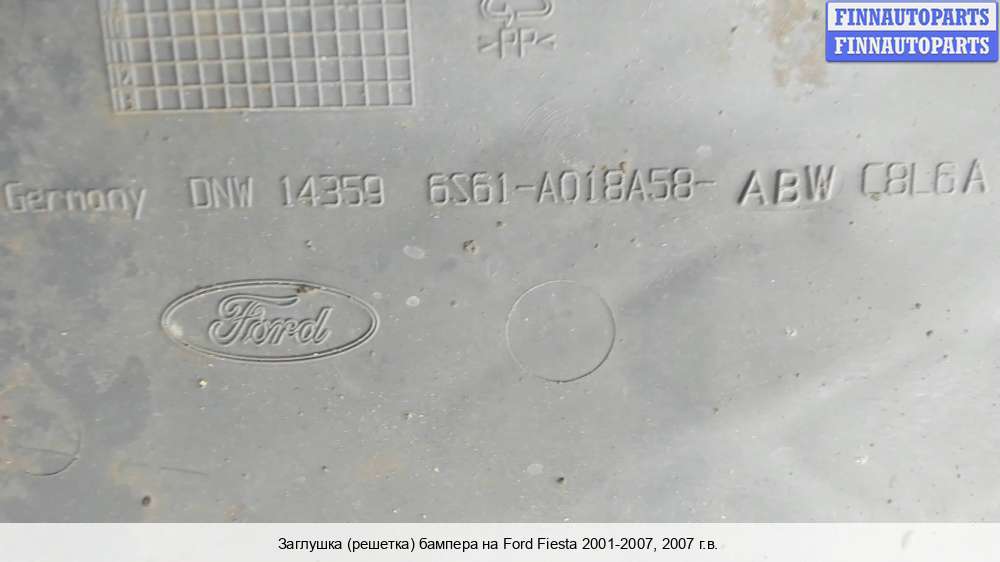 FINNAUTOPARTS
FINNAUTOPARTS
>PP<
Germany DNW 14359 6S61-A018A58- ABW C8L6A
Ford
Заглушка (решетка) бампера на Ford Fiesta 2001-2007, 2007 г.в.